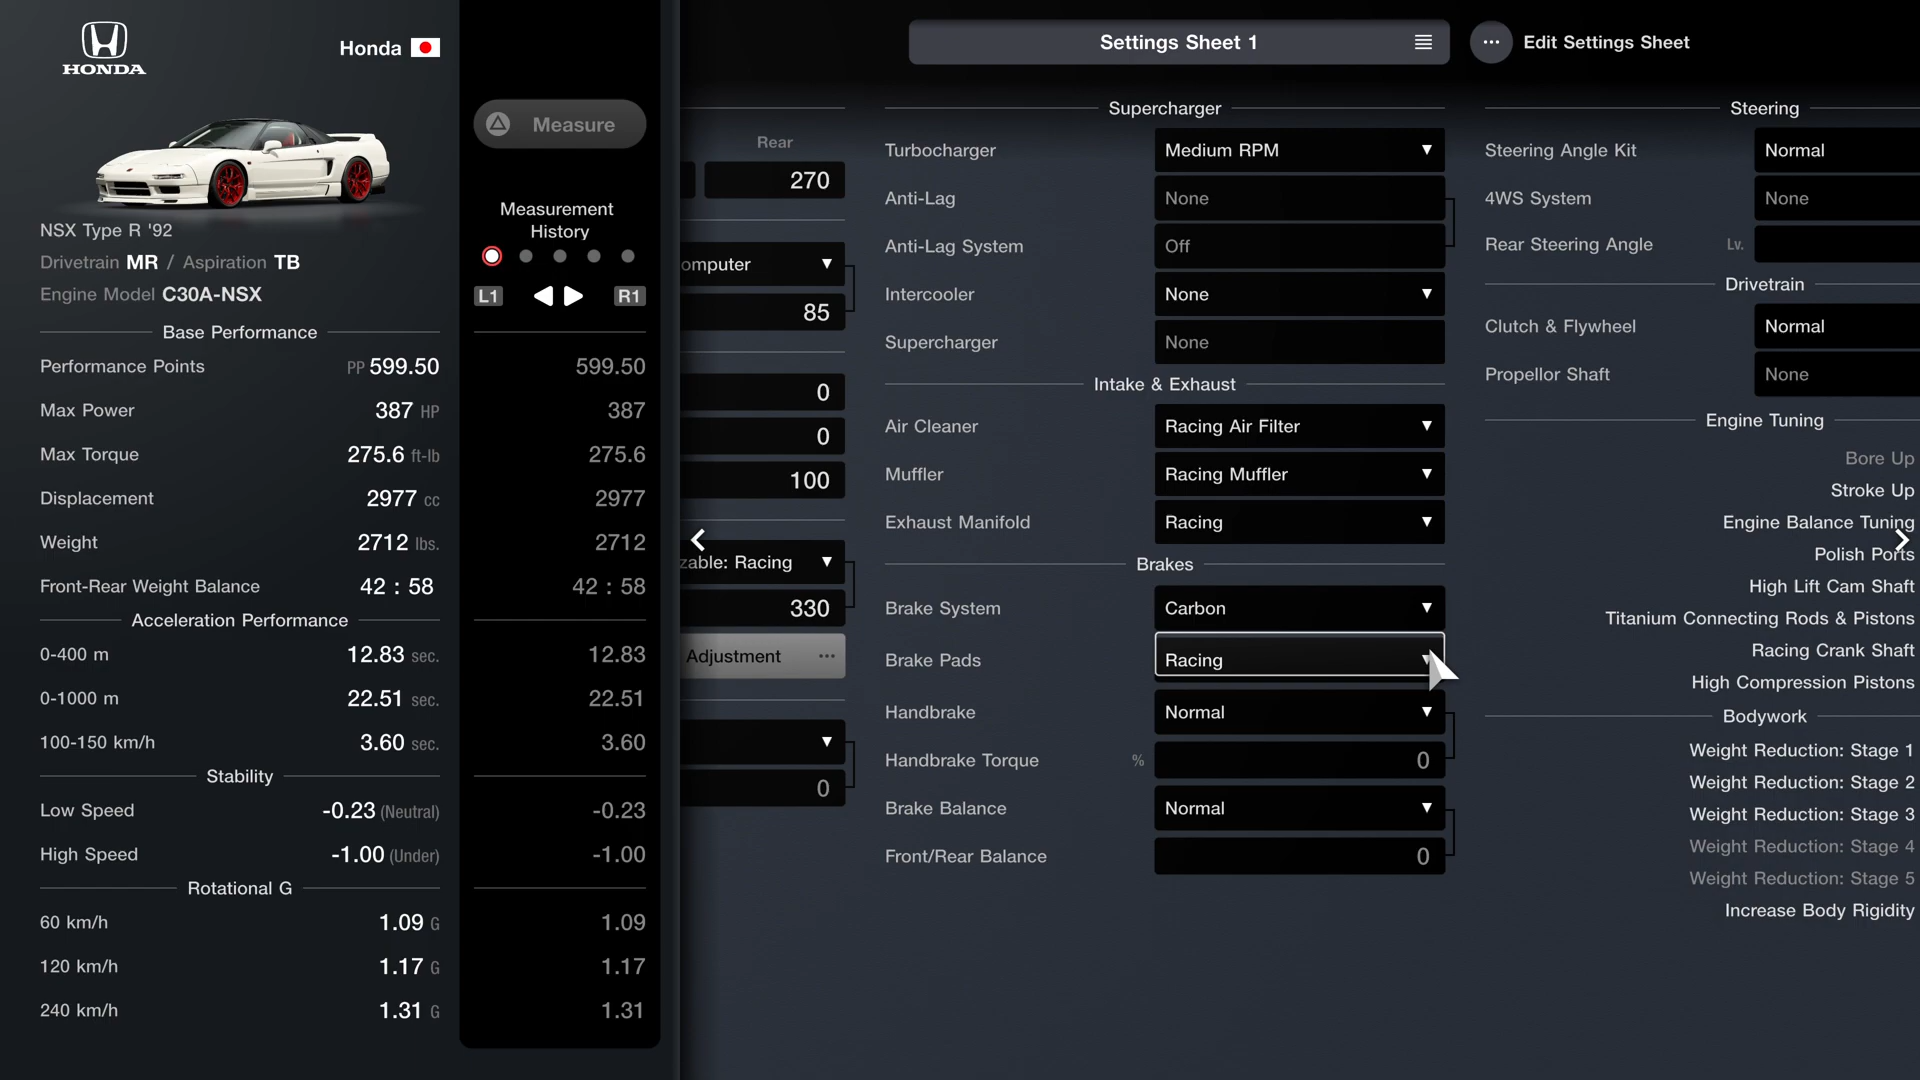 HONDA
Honda
NSX Type R '92
Drivetrain MR / Aspiration TB
Engine Model C30A-NSX
Base Performance
Performance Points PP 599.50
Max Power 387 HP
Max Torque 275.6 ft-lb
Displacement 2977 cc
Weight 2712 lbs.
Front-Rear Weight Balance 42 : 58
Acceleration Performance
0-400 m 12.83 sec.
0-1000 m 22.51 sec.
100-150 km/h 3.60 sec.
Stability
Low Speed -0.23 (Neutral)
High Speed -1.00 (Under)
Rotational G
60 km/h 1.09 G
120 km/h 1.17 G
240 km/h 1.31 G
Measure
Measurement
History
L1 R1
599.50
387
275.6
2977
2712
42 : 58
12.83
22.51
3.60
-0.23
-1.00
1.09
1.17
1.31
Settings Sheet 1
Edit Settings Sheet
Rear
270
omputer
85
0
0
100
zable: Racing
330
Adjustment
0
Supercharger
Turbocharger Medium RPM
Anti-Lag None
Anti-Lag System Off
Intercooler None
Supercharger None
Intake & Exhaust
Air Cleaner Racing Air Filter
Muffler Racing Muffler
Exhaust Manifold Racing
Brakes
Brake System Carbon
Brake Pads Racing
Handbrake Normal
Handbrake Torque % 0
Brake Balance Normal
Front/Rear Balance 0
Steering
Steering Angle Kit Normal
4WS System None
Rear Steering Angle Lv.
Drivetrain
Clutch & Flywheel Normal
Propellor Shaft None
Engine Tuning
Bore Up
Stroke Up
Engine Balance Tuning
Polish Ports
High Lift Cam Shaft
Titanium Connecting Rods & Pistons
Racing Crank Shaft
High Compression Pistons
Bodywork
Weight Reduction: Stage 1
Weight Reduction: Stage 2
Weight Reduction: Stage 3
Weight Reduction: Stage 4
Weight Reduction: Stage 5
Increase Body Rigidity